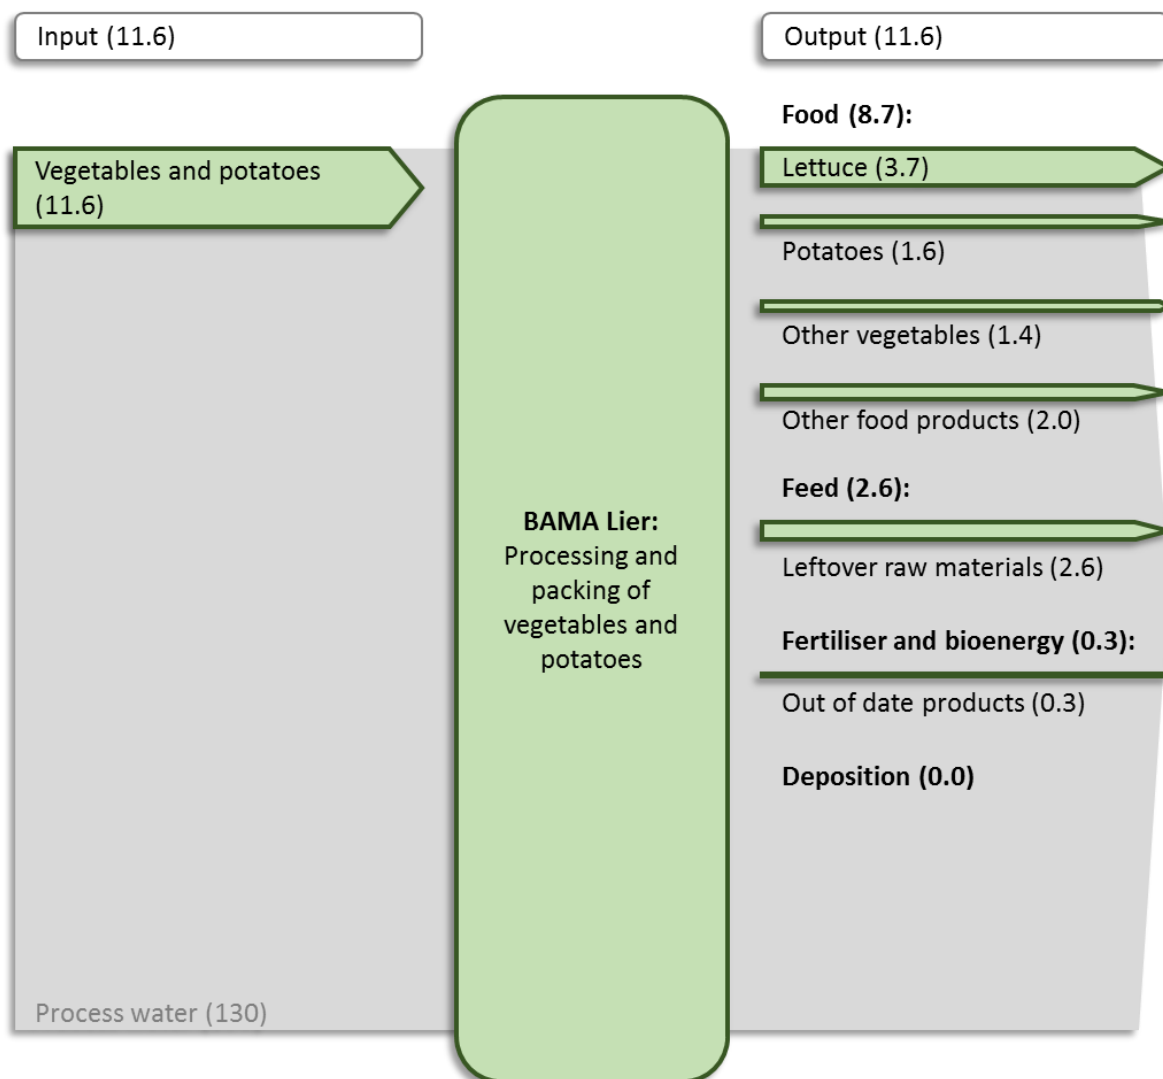 Input (11.6)
Output (11.6)
Vegetables and potatoes
(11.6)
Process water (130)
BAMA Lier:
Processing and
packing of
vegetables and
potatoes
Food (8.7):
Lettuce (3.7)
Potatoes (1.6)
Other vegetables (1.4)
Other food products (2.0)
Feed (2.6):
Leftover raw materials (2.6)
Fertiliser and bioenergy (0.3):
Out of date products (0.3)
Deposition (0.0)